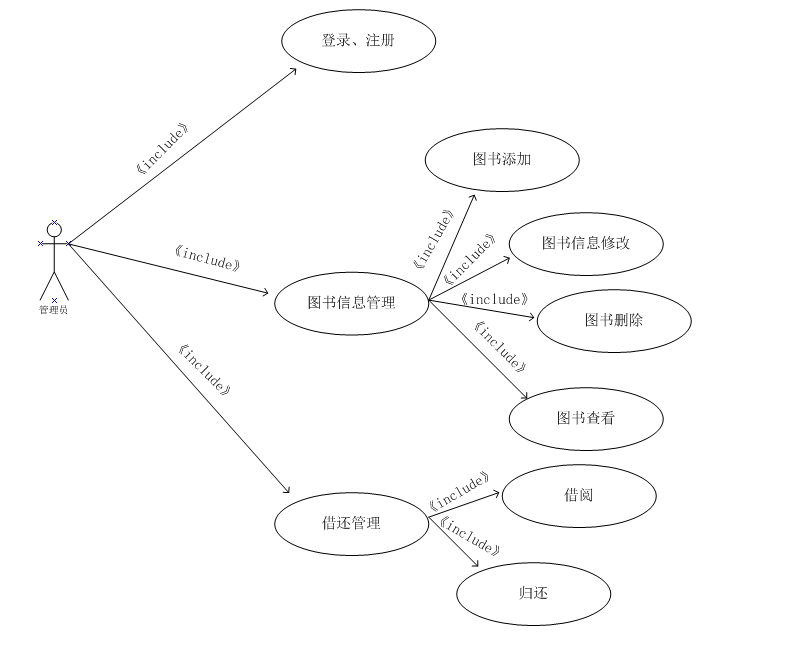 登录、注册
《include》
图书添加
《include》
图书信息修改
《include》
《include》
图书信息管理
《include》
图书删除
管理员
《include》
《include》
图书查看
借还管理
《include》
借阅
《include》
归还